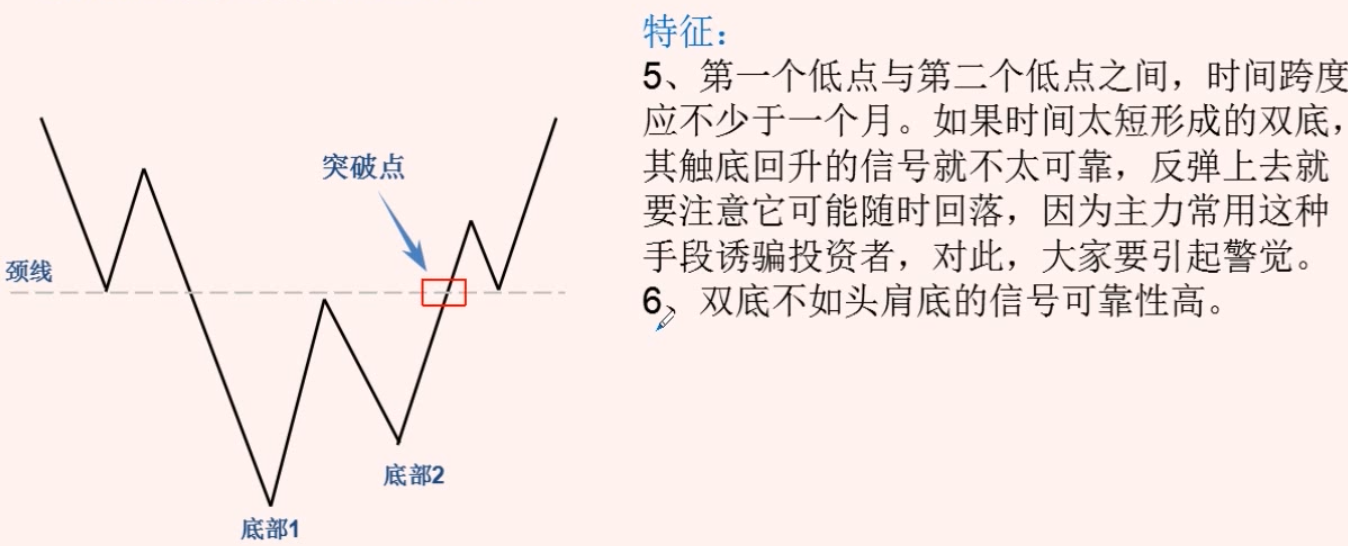 特征：
5、第一个低点与第二个低点之间，时间跨度
应不少于一个月。如果时间太短形成的双底，
其触底回升的信号就不太可靠，反弹上去就
要注意它可能随时回落，因为主力常用这种
手段诱骗投资者，对此，大家要引起警觉。
6、双底不如头肩底的信号可靠性高。
突破点
颈线
底部2
底部1